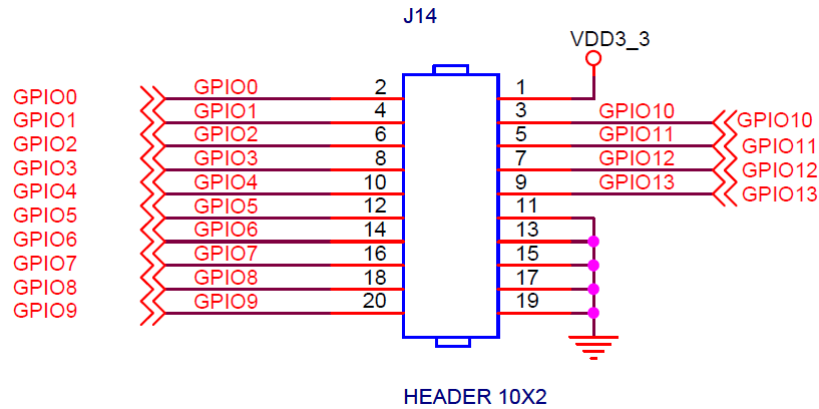 J14
VDD3_3
GPIO0 GPIO0 2 1
GPIO1 GPIO1 4 3 GPIO10 GPIO10
GPIO2 GPIO2 6 5 GPIO11 GPIO11
GPIO3 GPIO3 8 7 GPIO12 GPIO12
GPIO4 GPIO4 10 9 GPIO13 GPIO13
GPIO5 GPIO5 12 11
GPIO6 GPIO6 14 13
GPIO7 GPIO7 16 15
GPIO8 GPIO8 18 17
GPIO9 GPIO9 20 19
HEADER 10X2